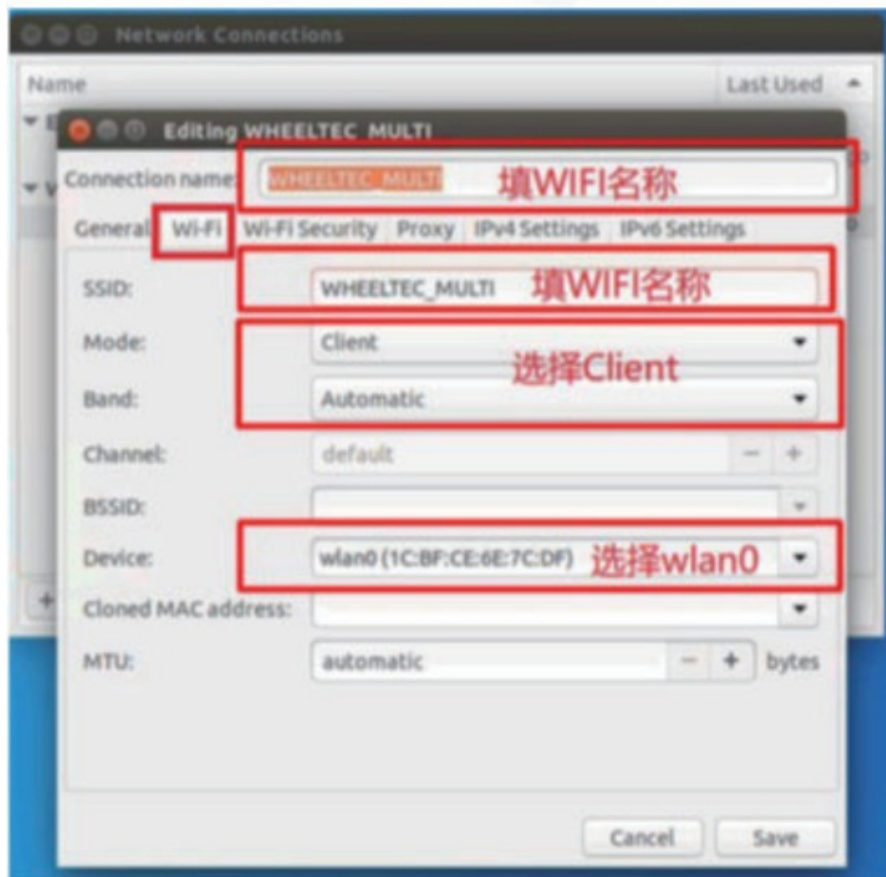 Network Connections
Name Last Used
Editing WHEELTEC_MULTI
Connection name: WHEELTEC_MULTI 填WIFI名称
General Wi-Fi Wi-Fi Security Proxy IPv4 Settings IPv6 Settings
SSID: WHEELTEC_MULTI 填WIFI名称
Mode: Client
选择Client
Band: Automatic
Channel: default − +
BSSID:
Device: wlan0 (1C:BF:CE:6E:7C:DF) 选择wlan0
+
Cloned MAC address:
MTU: automatic − + bytes
Cancel Save